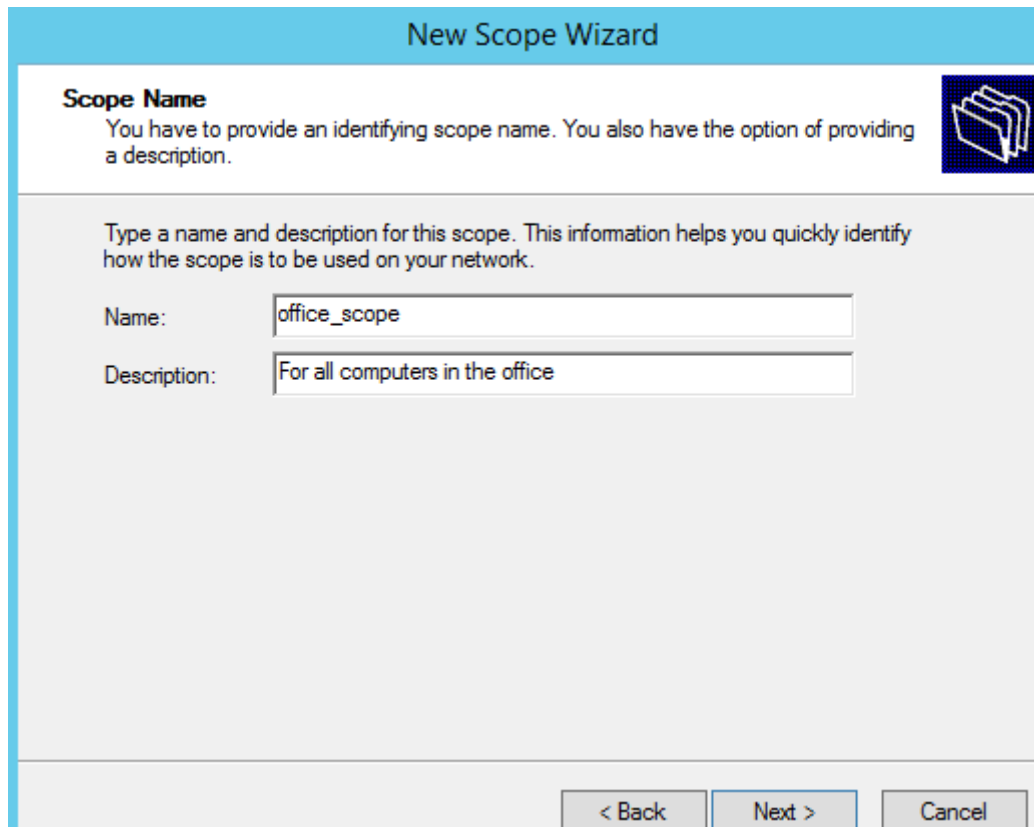 New Scope Wizard
Scope Name
You have to provide an identifying scope name. You also have the option of providing
a description.
Type a name and description for this scope. This information helps you quickly identify
how the scope is to be used on your network.
Name: office_scope
Description: For all computers in the office
< Back Next > Cancel